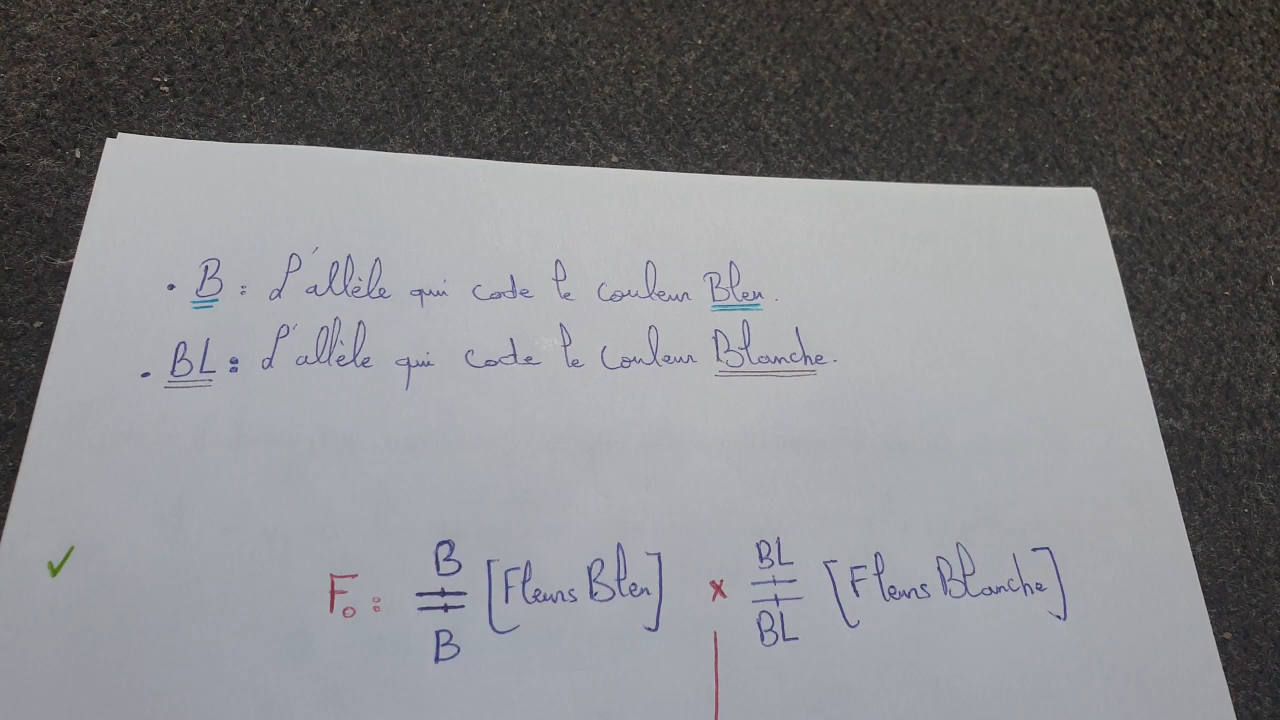 • B : L'allèle qui code le couleur Bleu.
• BL : L'allèle qui code le couleur Blanche.
F₀ : B/B [Fleurs Bleu] × BL/BL [Fleurs Blanche]